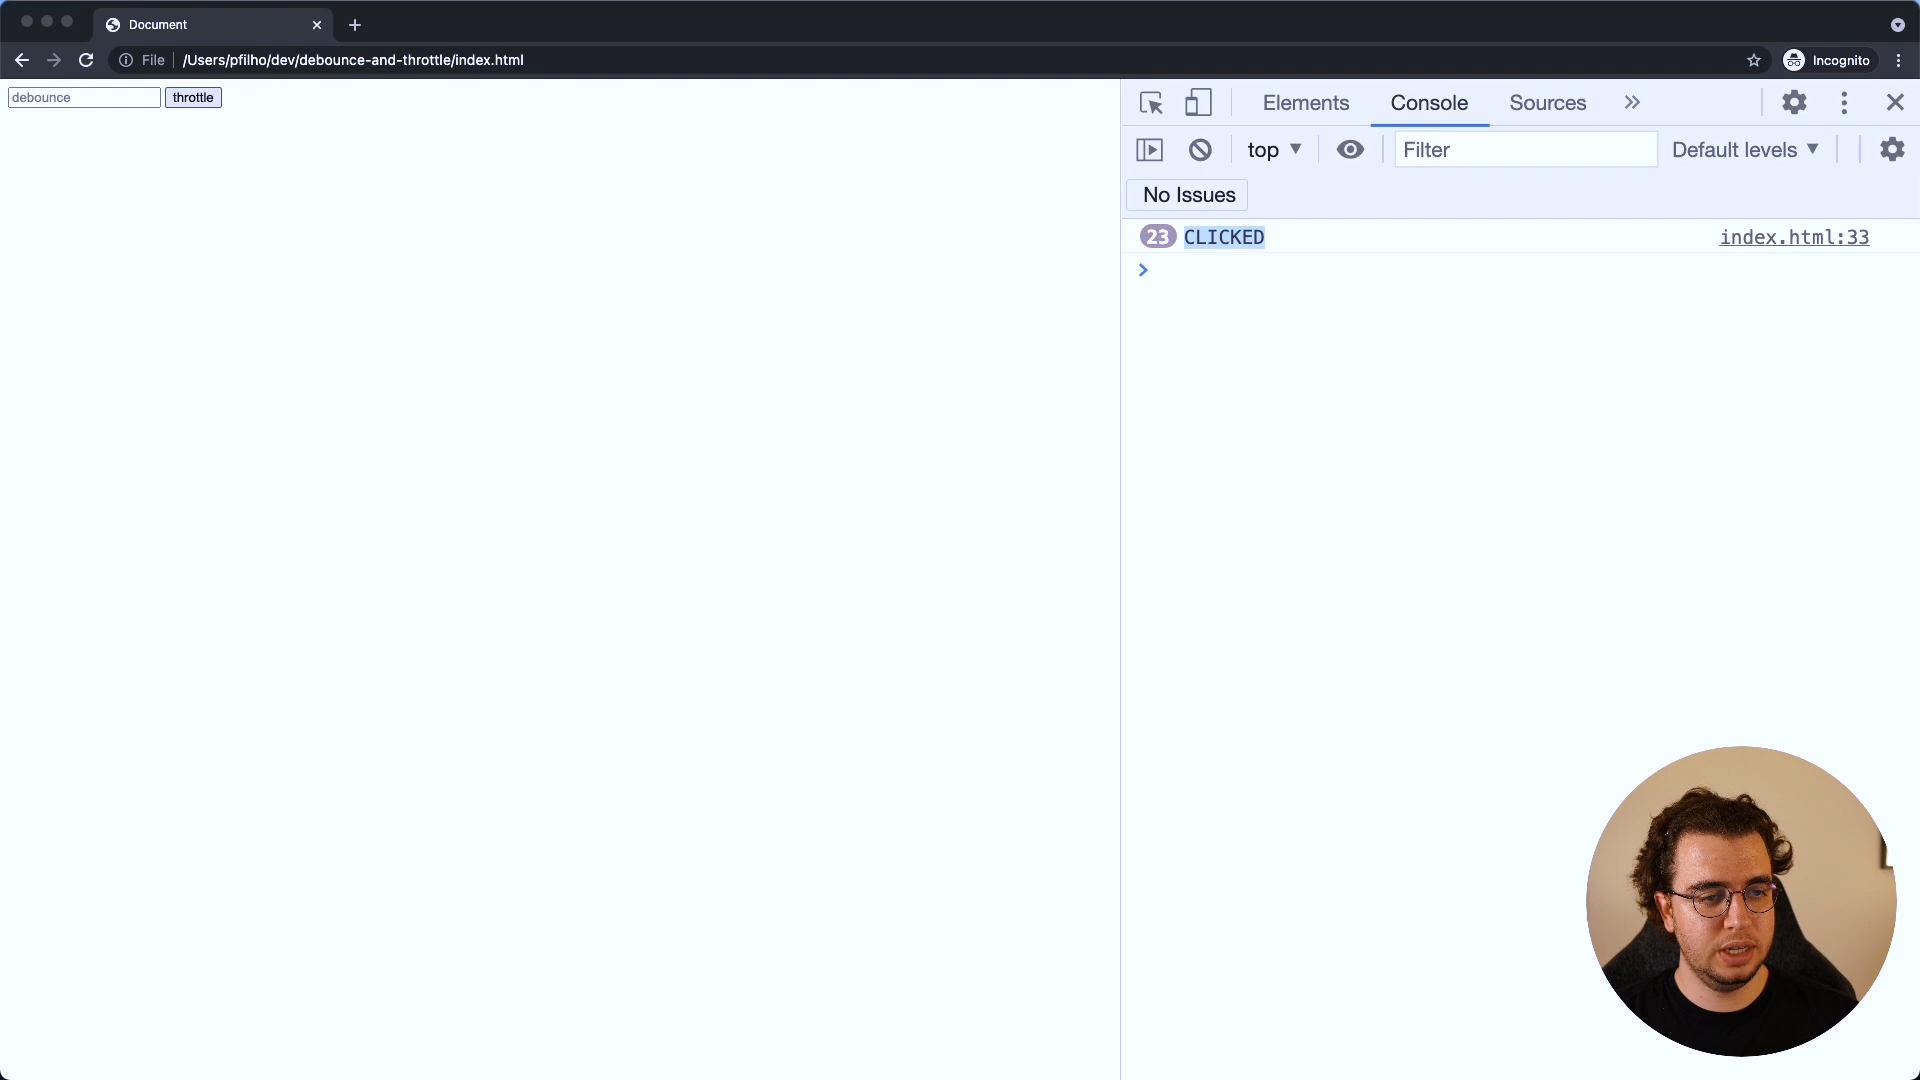 Document
File
/Users/pfilho/dev/debounce-and-throttle/index.html
Incognito
debounce
throttle
Elements
Console
Sources
top
Filter
Default levels
No Issues
23 CLICKED
index.html:33